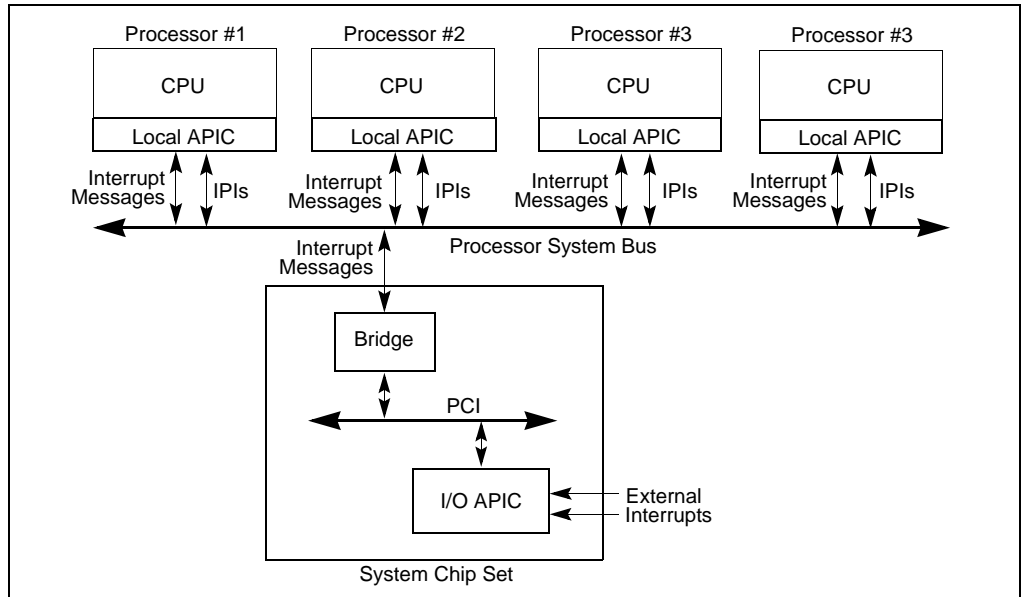 Processor #1
Processor #2
Processor #3
Processor #3
CPU
CPU
CPU
CPU
Local APIC
Local APIC
Local APIC
Local APIC
Interrupt
Messages
IPIs
Interrupt
Messages
IPIs
Interrupt
Messages
IPIs
Interrupt
Messages
IPIs
Processor System Bus
Interrupt
Messages
Bridge
PCI
I/O APIC
External
Interrupts
System Chip Set